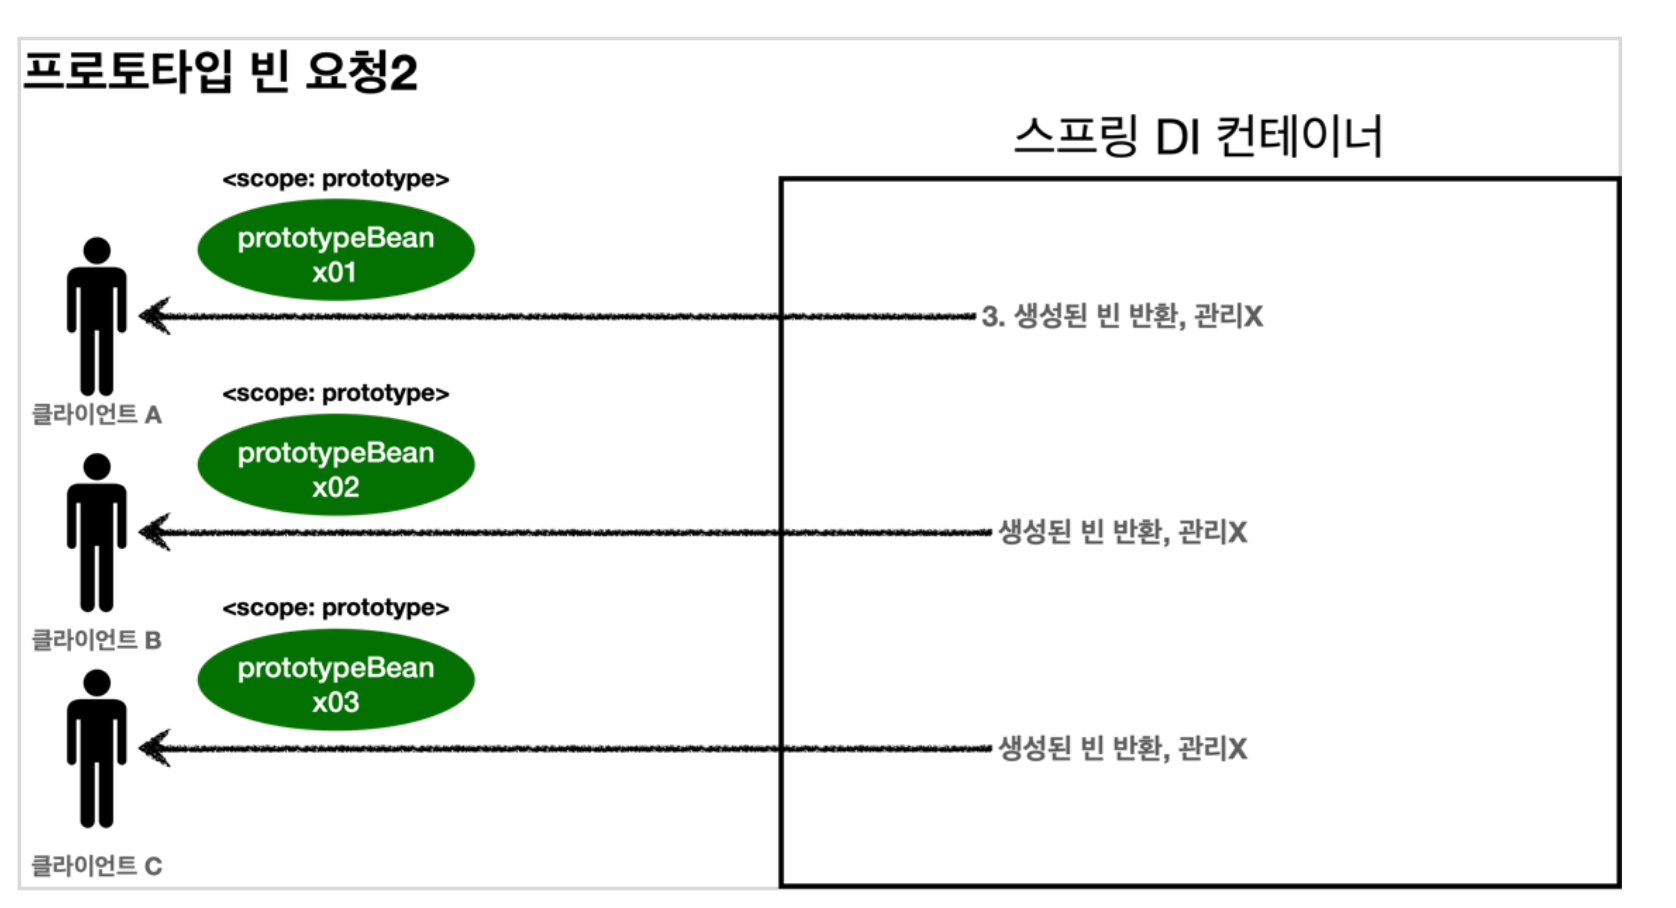 프로토타입 빈 요청2
스프링 DI 컨테이너
<scope: prototype>
prototypeBean
x01
3. 생성된 빈 반환, 관리X
클라이언트 A
<scope: prototype>
prototypeBean
x02
생성된 빈 반환, 관리X
클라이언트 B
<scope: prototype>
prototypeBean
x03
생성된 빈 반환, 관리X
클라이언트 C